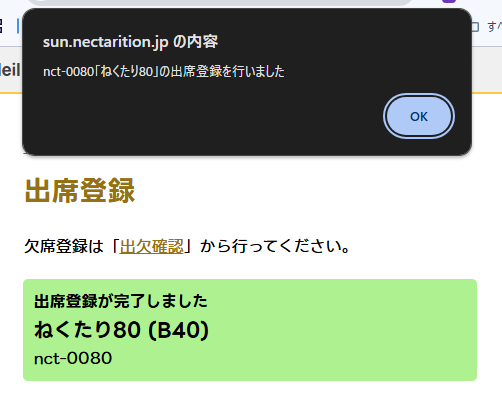 sun.nectarition.jp の内容
nct-0080「ねくたり80」の出席登録を行いました
OK
出席登録
欠席登録は「出欠確認」から行ってください。
出席登録が完了しました
ねくたり80 (B40)
nct-0080